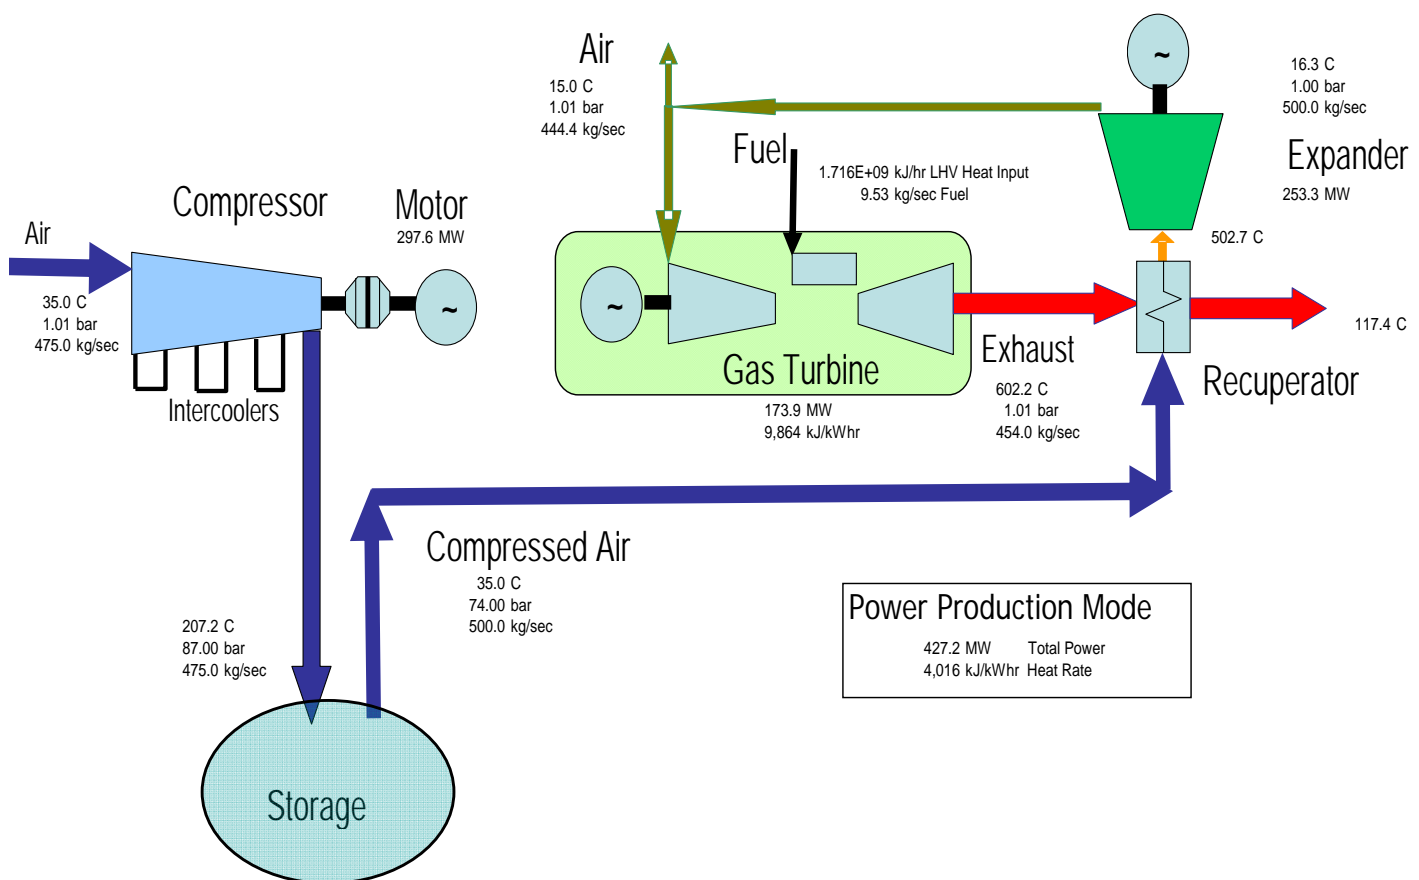 Air
15.0 C
1.01 bar
444.4 kg/sec
~
16.3 C
1.00 bar
500.0 kg/sec
Expander
253.3 MW
Fuel
1.716E+09 kJ/hr LHV Heat Input
9.53 kg/sec Fuel
502.7 C
Compressor
Motor
297.6 MW
Air
35.0 C
1.01 bar
475.0 kg/sec
~
Intercoolers
~
Gas Turbine
173.9 MW
9,864 kJ/kWhr
Exhaust
602.2 C
1.01 bar
454.0 kg/sec
117.4 C
Recuperator
Compressed Air
35.0 C
74.00 bar
500.0 kg/sec
207.2 C
87.00 bar
475.0 kg/sec
Storage
Power Production Mode
427.2 MW Total Power
4,016 kJ/kWhr Heat Rate